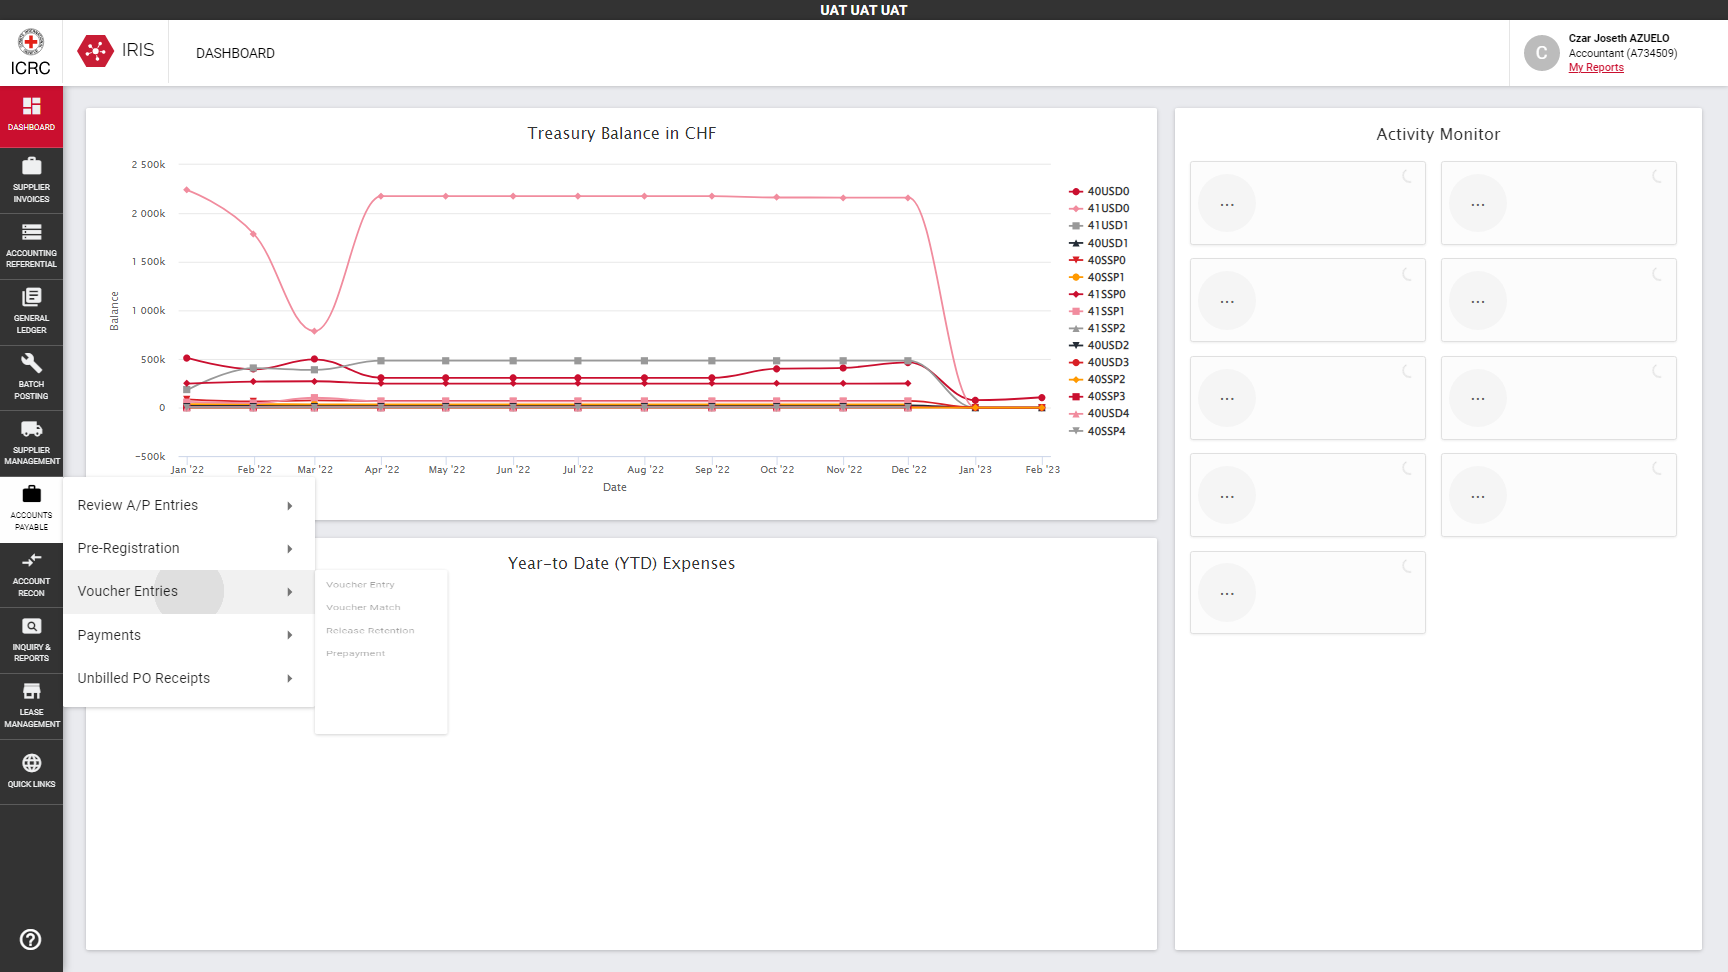 UAT UAT UAT
ICRC
IRIS
DASHBOARD
C
Czar Joseth AZUELO
Accountant (A734509)
My Reports
DASHBOARD
SUPPLIER
INVOICES
ACCOUNTING
REFERENTIAL
GENERAL
LEDGER
BATCH
POSTING
SUPPLIER
MANAGEMENT
ACCOUNTS
PAYABLE
ACCOUNT
RECON
INQUIRY &
REPORTS
LEASE
MANAGEMENT
QUICK LINKS
Treasury Balance in CHF
Balance
2 500k
2 000k
1 500k
1 000k
500k
0
-500k
Jan '22
Feb '22
Mar '22
Apr '22
May '22
Jun '22
Jul '22
Aug '22
Sep '22
Oct '22
Nov '22
Dec '22
Jan '23
Feb '23
Date
40USD0
41USD0
41USD1
40USD1
40SSP0
40SSP1
41SSP0
41SSP1
41SSP2
40USD2
40USD3
40SSP2
40SSP3
40USD4
40SSP4
Review A/P Entries
Pre-Registration
Voucher Entries
Payments
Unbilled PO Receipts
Voucher Entry
Voucher Match
Release Retention
Prepayment
Year-to Date (YTD) Expenses
Activity Monitor
...
...
...
...
...
...
...
...
...